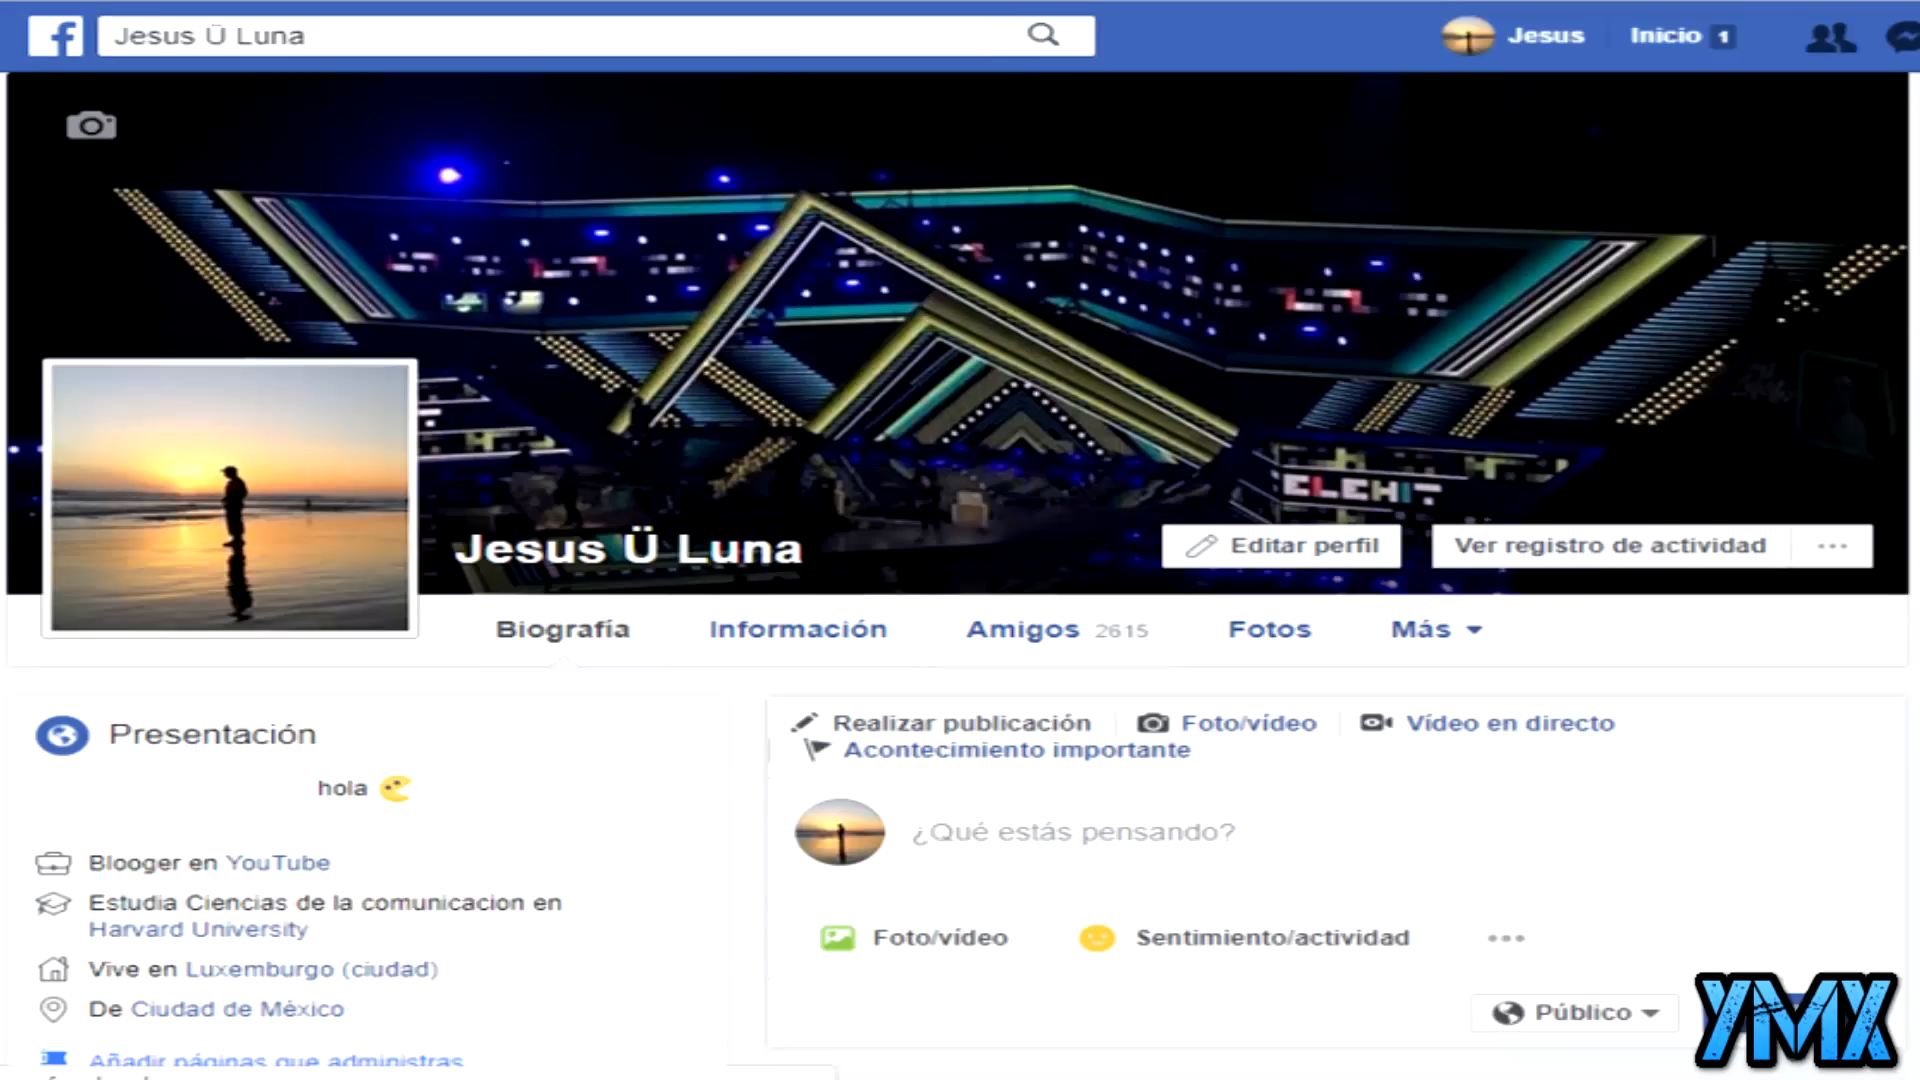 f
Jesus Ü Luna
Jesus
Inicio 1
ELEHIT
Jesus Ü Luna
Editar perfil
Ver registro de actividad
Biografía
Información
Amigos 2615
Fotos
Más
Presentación
hola
Blooger en YouTube
Estudia Ciencias de la comunicacion en
Harvard University
Vive en Luxemburgo (ciudad)
De Ciudad de México
Añadir páginas que administras
Realizar publicación
Foto/vídeo
Vídeo en directo
Acontecimiento importante
¿Qué estás pensando?
Foto/vídeo
Sentimiento/actividad
Público
YMX